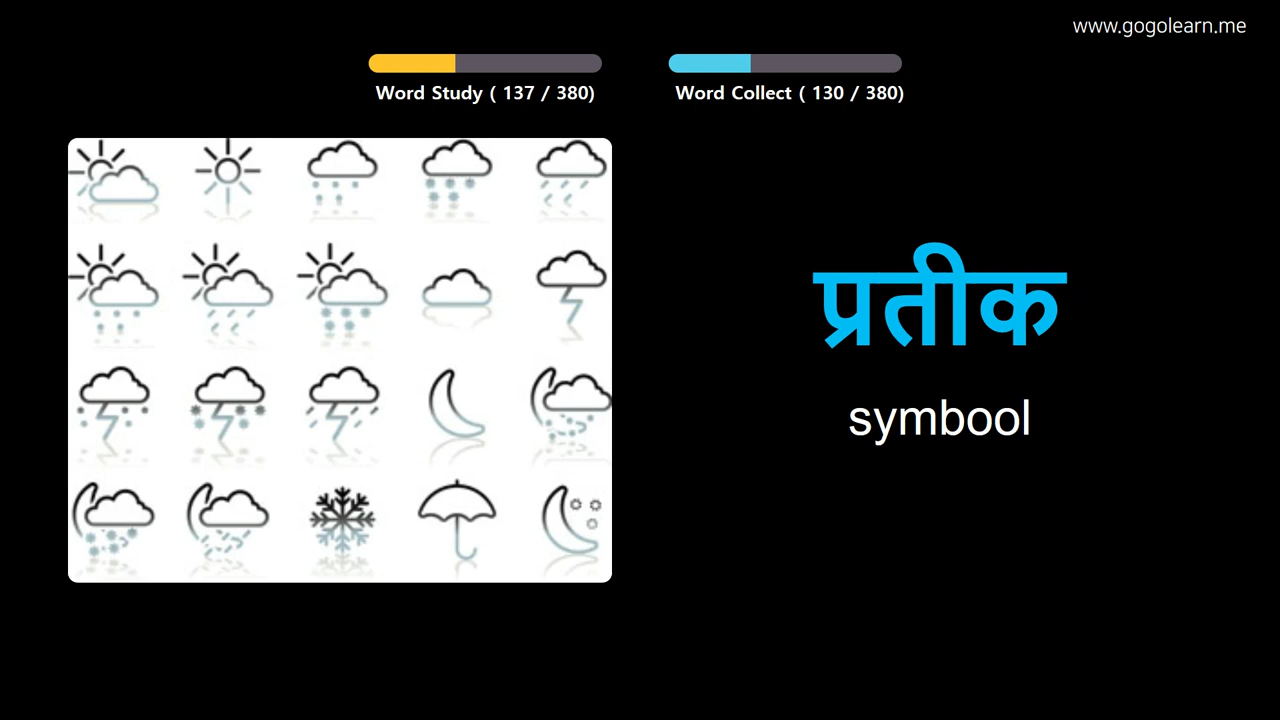 www.gogolearn.me
Word Study ( 137 / 380)
Word Collect ( 130 / 380)
प्रतीक
symbool